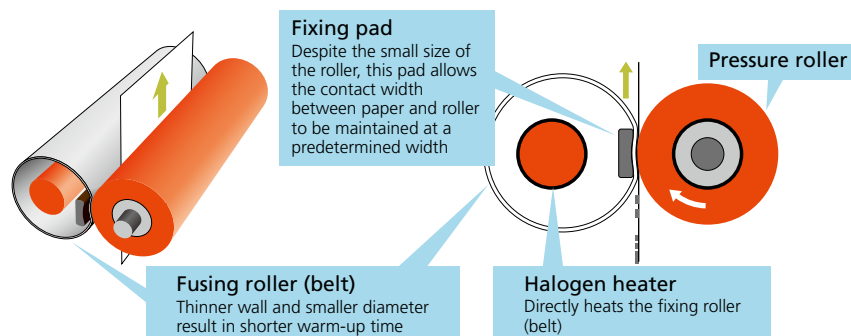 Fixing pad
Despite the small size of
the roller, this pad allows
the contact width
between paper and roller
to be maintained at a
predetermined width
Pressure roller
Fusing roller (belt)
Thinner wall and smaller diameter
result in shorter warm-up time
Halogen heater
Directly heats the fixing roller
(belt)